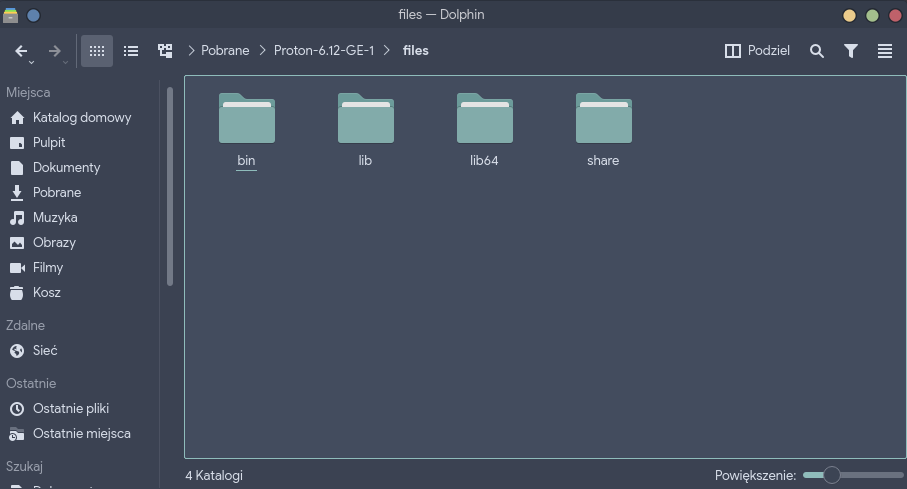 files — Dolphin
Pobrane Proton-6.12-GE-1 files
Podziel
Miejsca
Katalog domowy
Pulpit
Dokumenty
Pobrane
Muzyka
Obrazy
Filmy
Kosz
Zdalne
Sieć
Ostatnie
Ostatnie pliki
Ostatnie miejsca
Szukaj
bin lib lib64 share
4 Katalogi
Powiększenie: